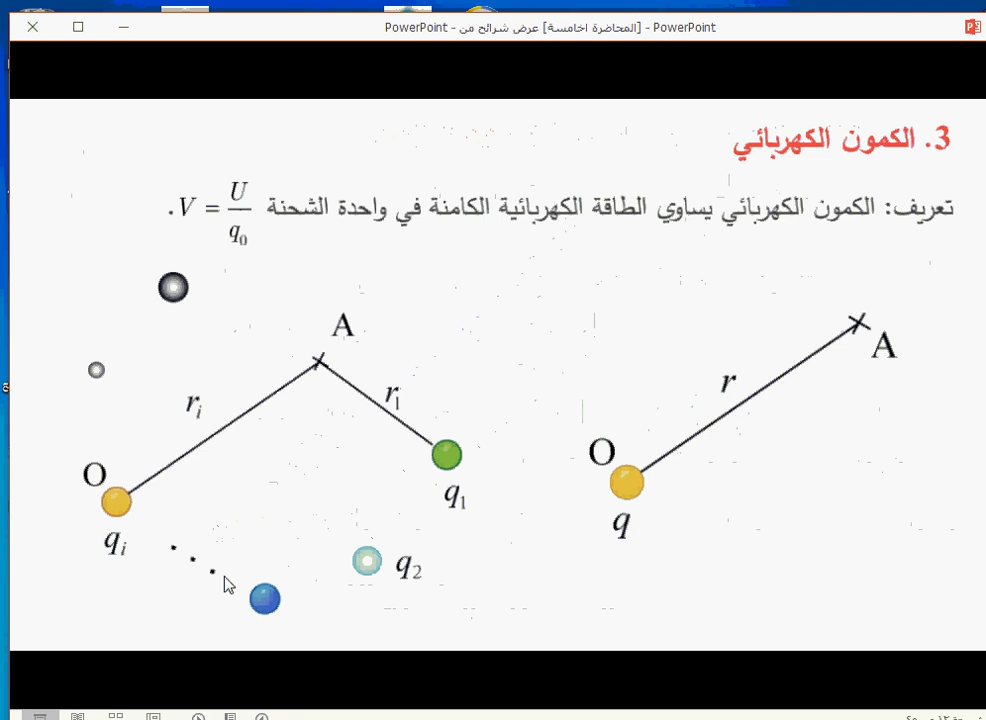 PowerPoint - [المحاضرة اخامسة] عرض شرائح من - PowerPoint
3. الكمون الكهربائي
تعريف: الكمون الكهربائي يساوي الطاقة الكهربائية الكامنة في واحدة الشحنة V = U / q₀ .
A
A
r
rᵢ
r₁
O
O
q₁
q
qᵢ
q₂